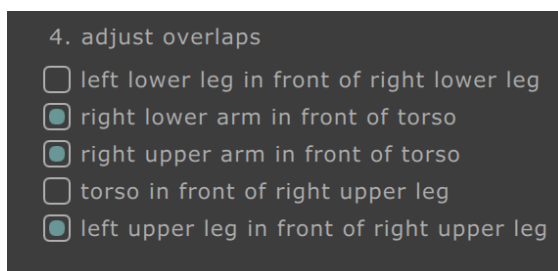 4. adjust overlaps
left lower leg in front of right lower leg
right lower arm in front of torso
right upper arm in front of torso
torso in front of right upper leg
left upper leg in front of right upper leg